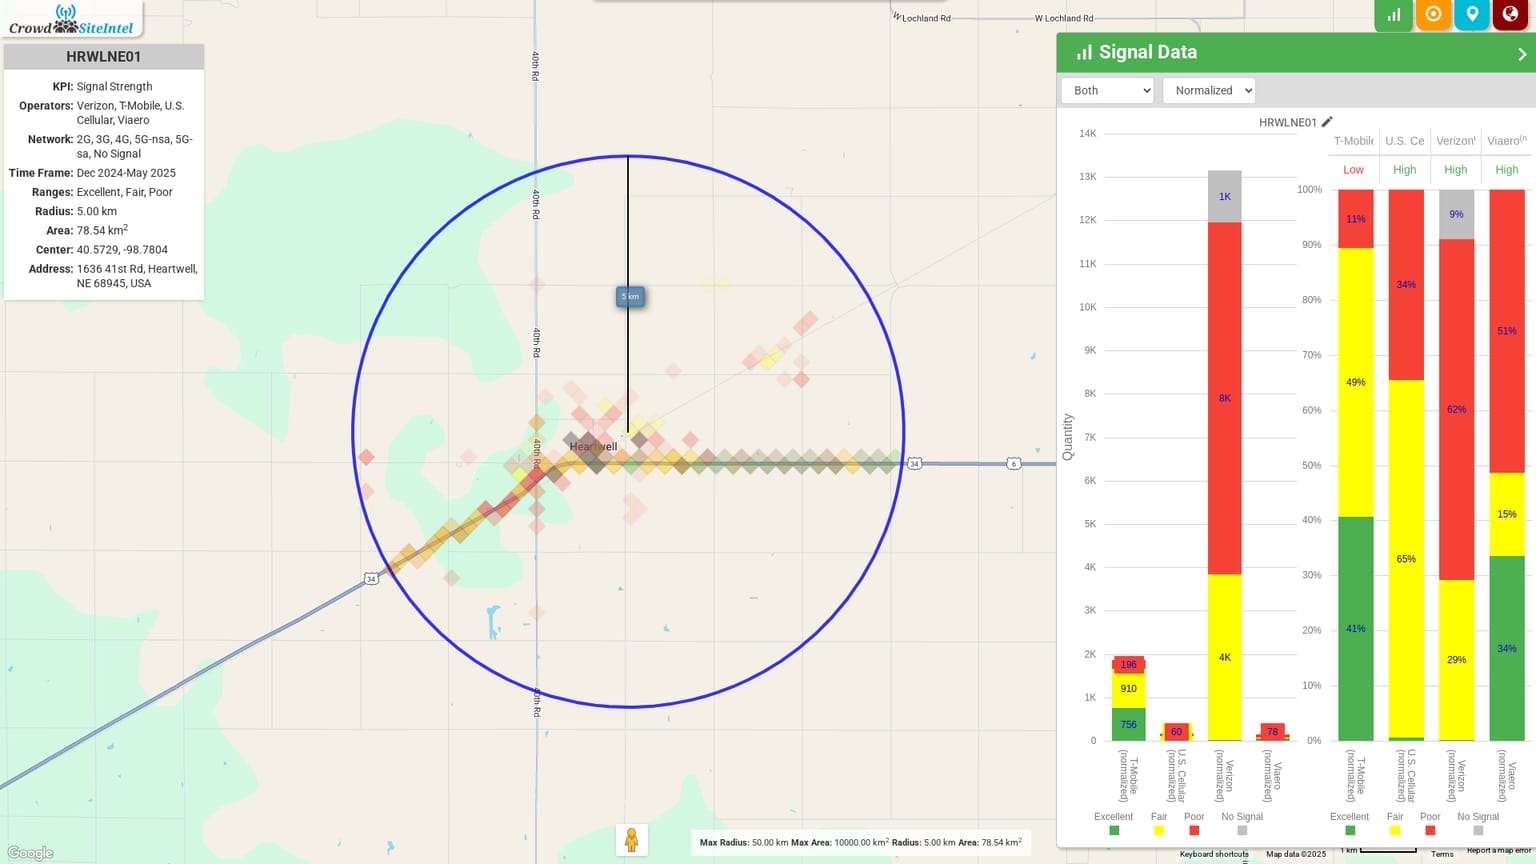 Crowd SiteIntel
HRWLNE01
KPI: Signal Strength
Operators: Verizon, T-Mobile, U.S.
Cellular, Viaero
Network: 2G, 3G, 4G, 5G-nsa, 5G-
sa, No Signal
Time Frame: Dec 2024-May 2025
Ranges: Excellent, Fair, Poor
Radius: 5.00 km
Area: 78.54 km²
Center: 40.5729, -98.7804
Address: 1636 41st Rd, Heartwell,
NE 68945, USA
W Lochland Rd
W Lochland Rd
40th Rd
40th Rd
40th Rd
40th Rd
40th Rd
5 km
Heartwell
34
6
34
Google
Max Radius: 50.00 km Max Area: 10000.00 km² Radius: 5.00 km Area: 78.54 km²
Signal Data
Both
Normalized
HRWLNE01
Quantity
14K
13K
12K
11K
10K
9K
8K
7K
6K
5K
4K
3K
2K
1K
0
196
910
756
60
1K
8K
4K
78
T-Mobile
(normalized)
U.S. Cellular
(normalized)
Verizon
(normalized)
Viaero
(normalized)
Excellent
Fair
Poor
No Signal
T-Mobile U.S. Ce Verizon⁽ Viaero⁽ⁿ
Low High High High
100%
90%
80%
70%
60%
50%
40%
30%
20%
10%
0%
11%
49%
41%
34%
65%
9%
62%
29%
51%
15%
34%
T-Mobile
(normalized)
U.S. Cellular
(normalized)
Verizon
(normalized)
Viaero
(normalized)
Excellent
Fair
Poor
No Signal
Keyboard shortcuts
Map data ©2025
1 km
Terms
Report a map error